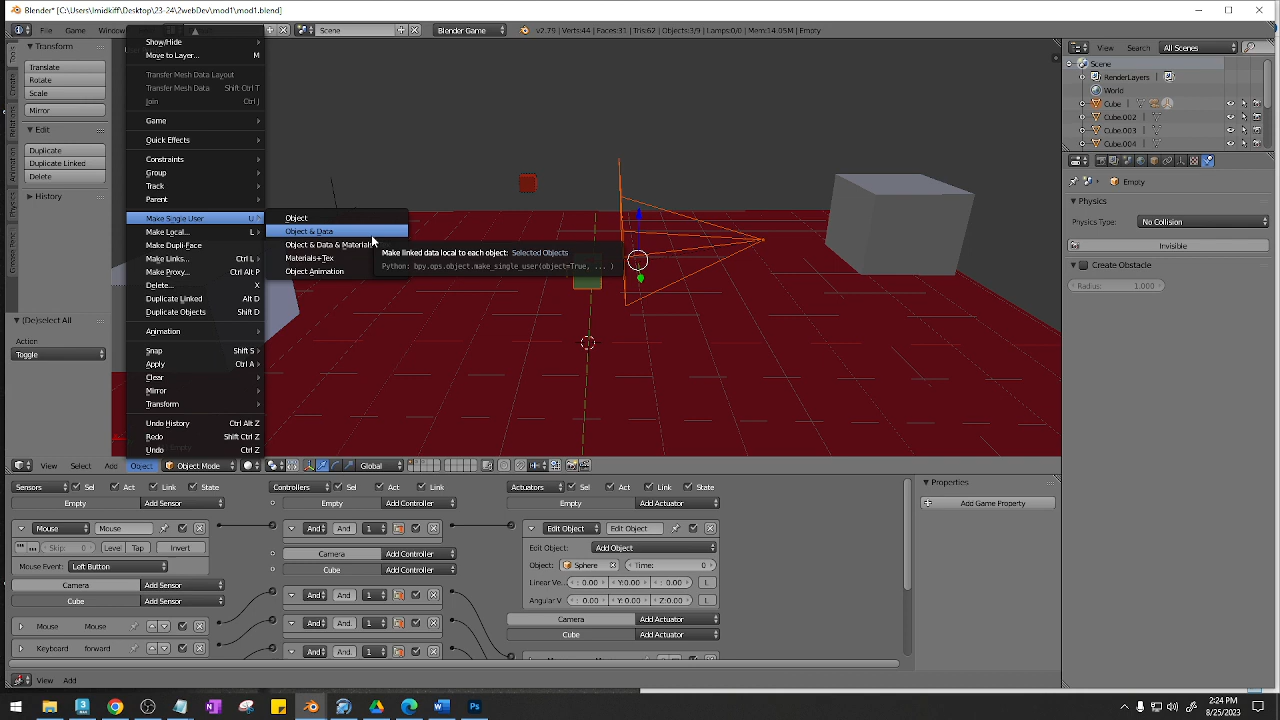 Blender* [C:\Users\lmidkiff\Desktop\23-24\2webDev\mod1\mod1.blend]
File Game Window
Scene
Blender Game
v2.79 | Verts:44 | Faces:31 | Tris:62 | Objects:3/9 | Lamps:0/0 | Mem:14.05M | Empty
View Search All Scenes
Tools
Create
Relations
Animation
Physics
Transform
Translate
Rotate
Scale
Mirror
Edit
Duplicate
Duplicate Linked
Delete
History
(De)select All
Action
Toggle
Show/Hide
Move to Layer... M
Transfer Mesh Data Layout
Transfer Mesh Data Shift Ctrl T
Join Ctrl J
Game
Quick Effects
Constraints
Group
Track
Parent
Make Single User U
Make Local... L
Make Dupli-Face
Make Links... Ctrl L
Make Proxy... Ctrl Alt P
Delete... X
Duplicate Linked Alt D
Duplicate Objects Shift D
Animation
Snap Shift S
Apply Ctrl A
Clear
Mirror
Transform
Undo History Ctrl Alt Z
Redo Shift Ctrl Z
Undo Ctrl Z
Object
Object & Data
Object & Data & Materials
Materials+Tex
Object Animation
Make linked data local to each object: Selected Objects
Python: bpy.ops.object.make_single_user(object=True, ... )
Scene
RenderLayers
World
Cube
Cube.002
Cube.003
Cube.004
Empty
Physics
Physics Type: No Collision
Invisible
Create Obstacle
Radius: 1.000
View Select Add Object Object Mode Global
Sensors Sel Act Link State
Empty Add Sensor
Mouse Mouse
Skip: 0 Level Tap Invert
Mouse Event: Left Button
Camera Add Sensor
Cube Add Sensor
Mouse Mouse
Keyboard forward
Controllers Sel Act Link
Empty Add Controller
And And 1
Camera Add Controller
Cube Add Controller
And And 1
And And. 1
And And. 1
Actuators Sel Act Link State
Empty Add Actuator
Edit Object Edit Object
Edit Object: Add Object
Object: Sphere Time: 0
Linear Ve... : 0.00 Y:0.00 : 0.00 L
Angular V : 0.00 Y:0.00 Z:0.00 L
Camera Add Actuator
Cube Add Actuator
Properties
Add Game Property
View Add
2:24 PM
8/25/2023